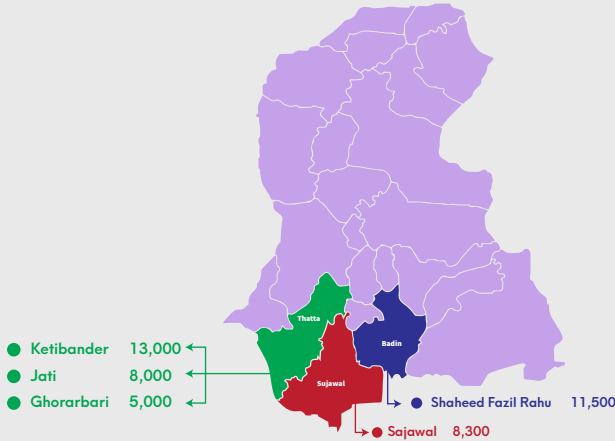 Thatta
Badin
Sujawal
Ketibander 13,000
Jati 8,000
Ghorarbari 5,000
Shaheed Fazil Rahu 11,500
Sajawal 8,300